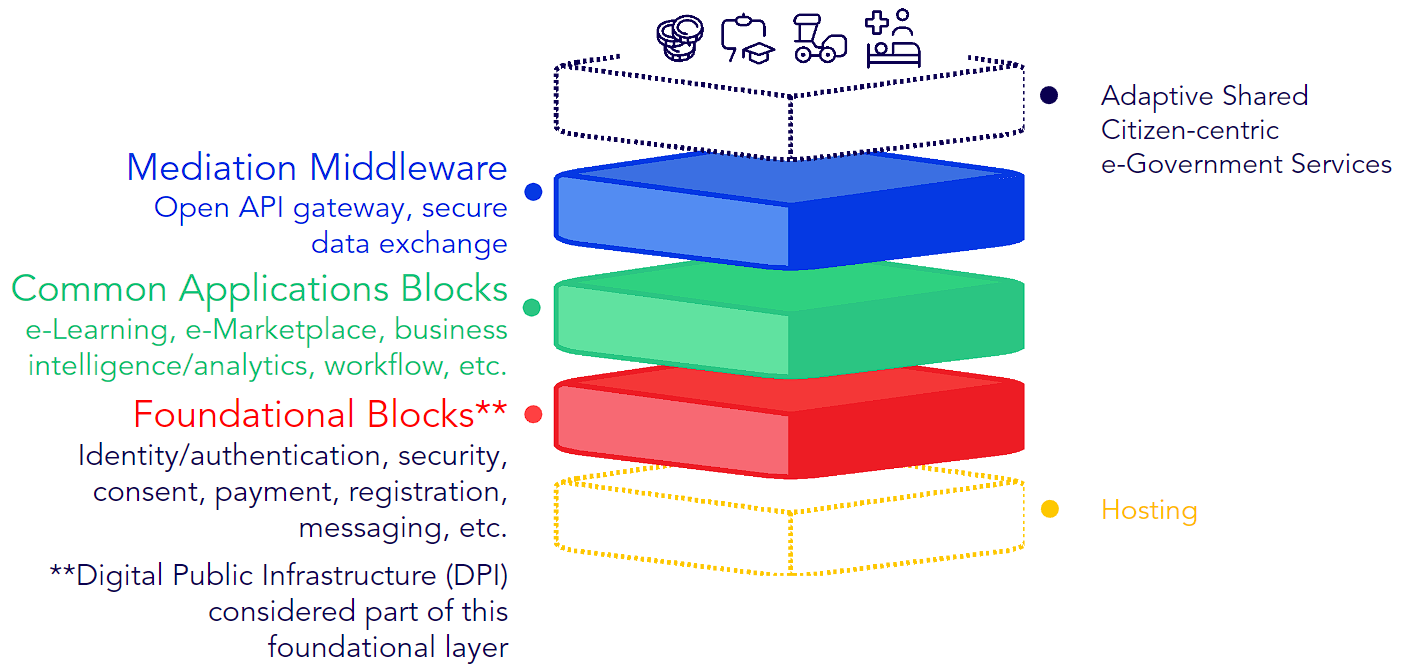 Adaptive Shared
Citizen-centric
e-Government Services
Mediation Middleware
Open API gateway, secure
data exchange
Common Applications Blocks
e-Learning, e-Marketplace, business
intelligence/analytics, workflow, etc.
Foundational Blocks**
Identity/authentication, security,
consent, payment, registration,
messaging, etc.
**Digital Public Infrastructure (DPI)
considered part of this
foundational layer
Hosting